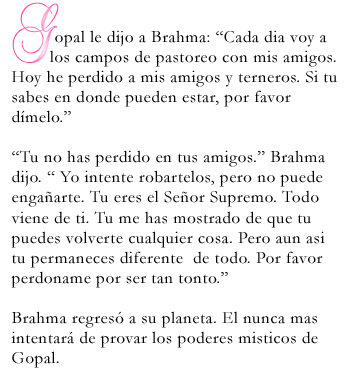 Gopal le dijo a Brahma: “Cada dia voy a
los campos de pastoreo con mis amigos.
Hoy he perdido a mis amigos y terneros. Si tu
sabes en donde pueden estar, por favor
dímelo.”

“Tu no has perdido en tus amigos.” Brahma
dijo. “ Yo intente robartelos, pero no puede
engañarte. Tu eres el Señor Supremo. Todo
viene de ti. Tu me has mostrado de que tu
puedes volverte cualquier cosa. Pero aun asi
tu permaneces diferente  de todo. Por favor
perdoname por ser tan tonto.”

Brahma regresó a su planeta. El nunca mas
intentará de provar los poderes misticos de
Gopal.